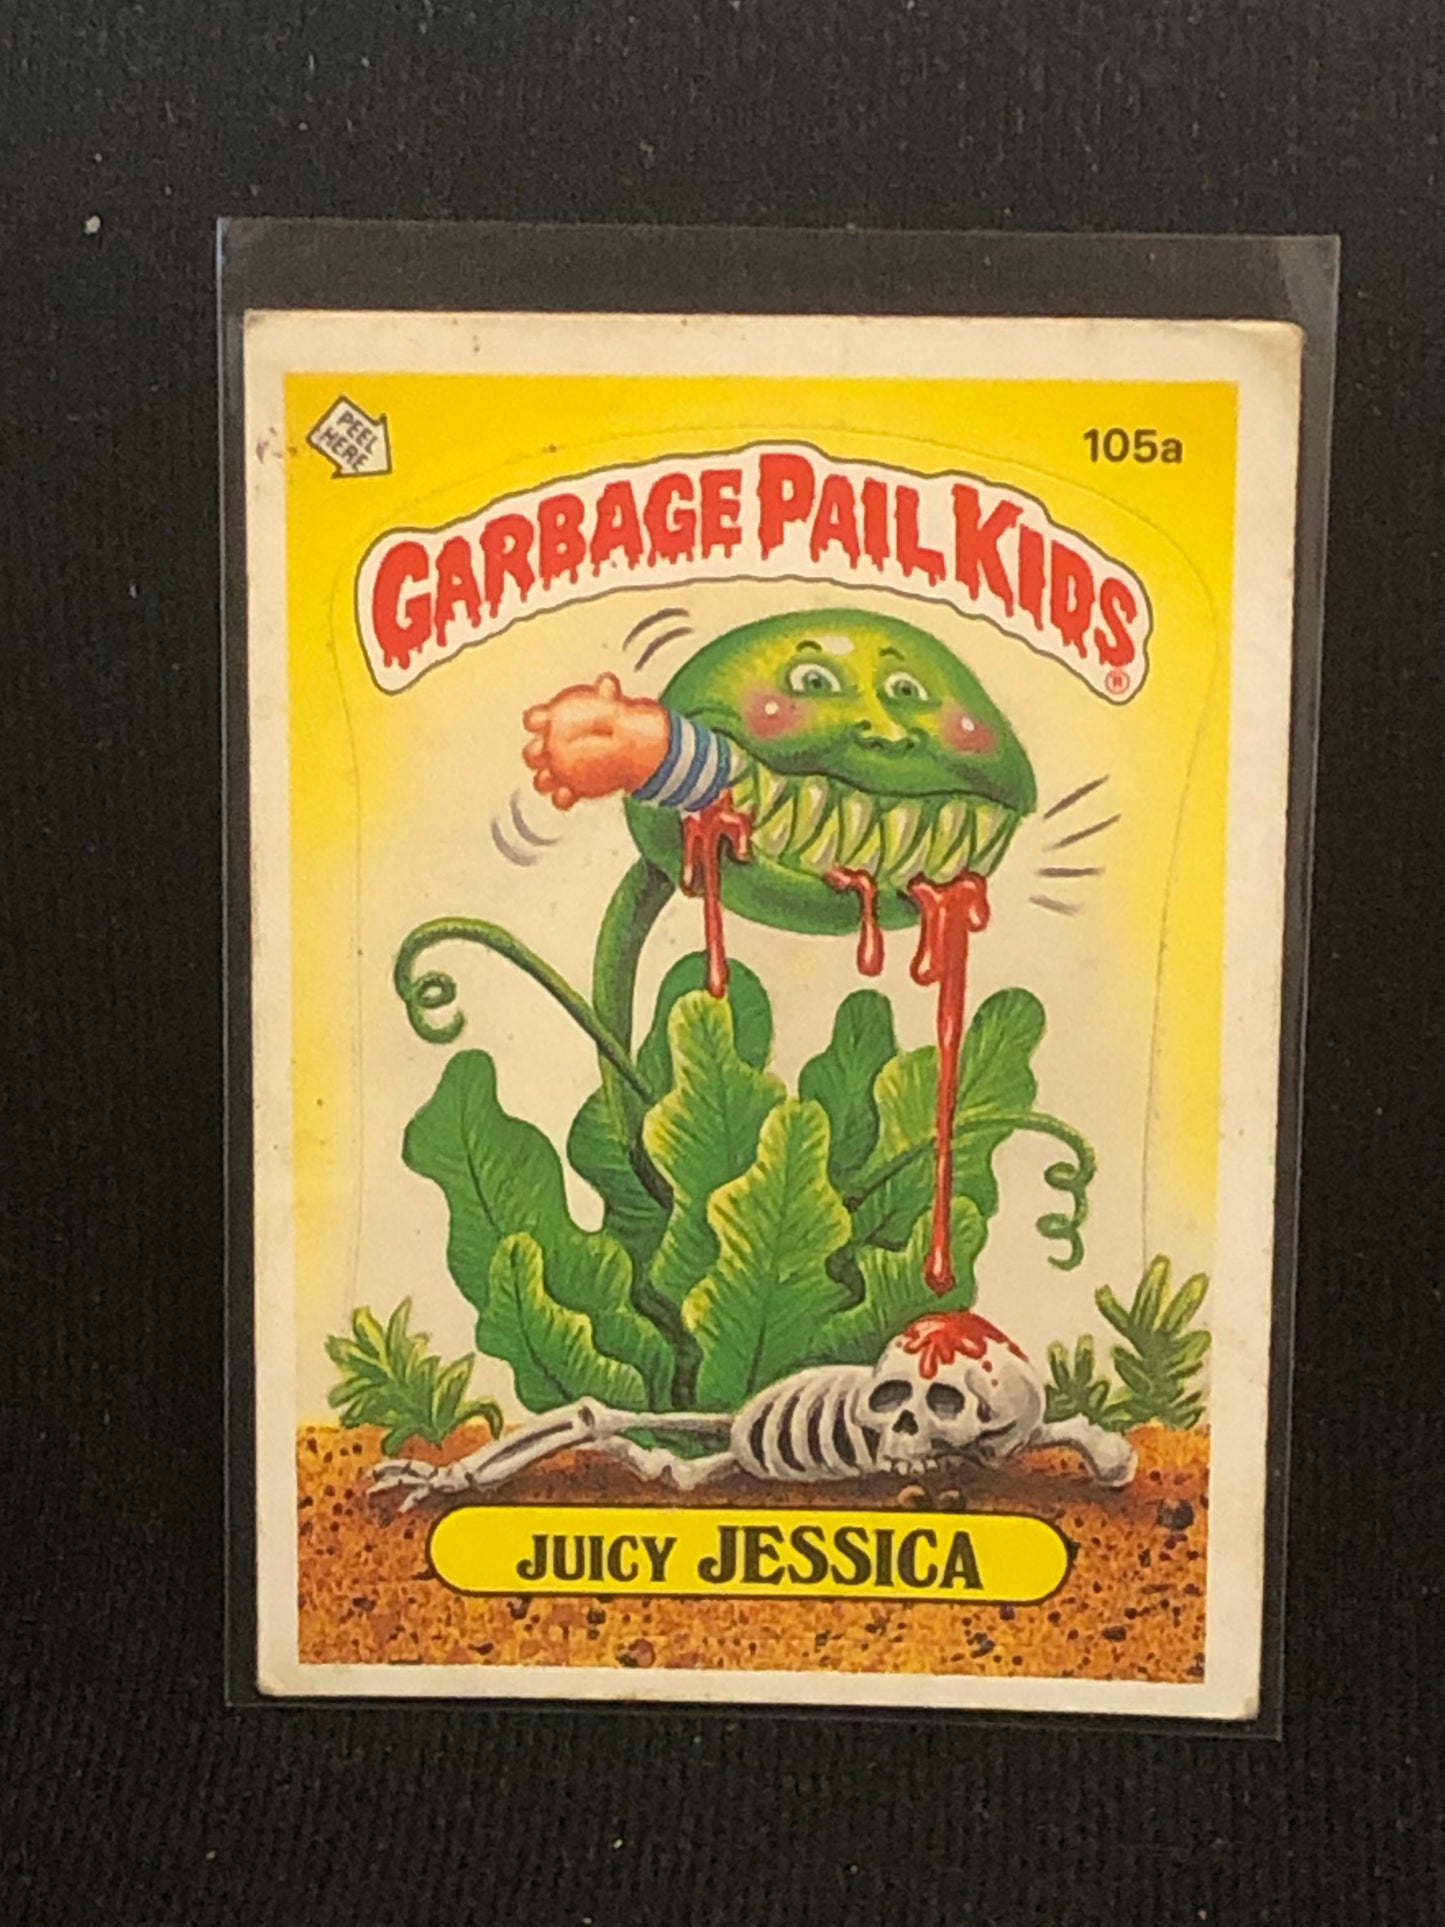 PEEL
HERE
105a
GARBAGE PAIL KIDS
®
JUICY JESSICA